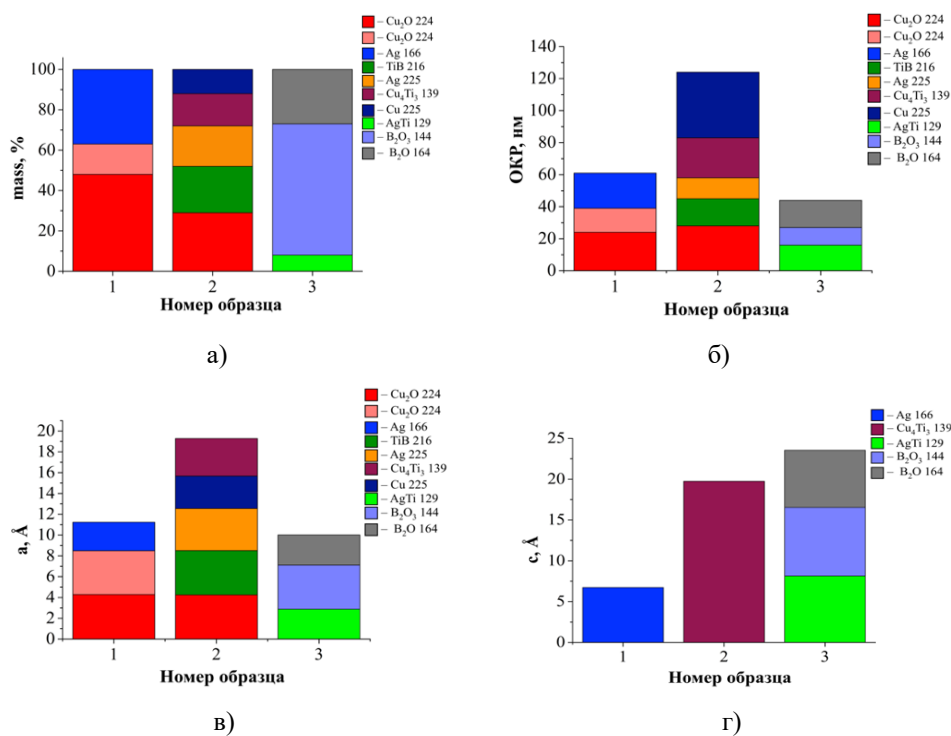 – Cu₂O 224
– Cu₂O 224
– Ag 166
– TiB 216
– Ag 225
– Cu₄Ti₃ 139
– Cu 225
– AgTi 129
– B₂O₃ 144
– B₂O 164
mass, %
100
80
60
40
20
0
1 2 3
Номер образца
а)
– Cu₂O 224
– Cu₂O 224
– Ag 166
– TiB 216
– Ag 225
– Cu₄Ti₃ 139
– Cu 225
– AgTi 129
– B₂O₃ 144
– B₂O 164
ОКР, нм
140
120
100
80
60
40
20
0
1 2 3
Номер образца
б)
– Cu₂O 224
– Cu₂O 224
– Ag 166
– TiB 216
– Ag 225
– Cu₄Ti₃ 139
– Cu 225
– AgTi 129
– B₂O₃ 144
– B₂O 164
a, Å
20
18
16
14
12
10
8
6
4
2
0
1 2 3
Номер образца
в)
– Ag 166
– Cu₄Ti₃ 139
– AgTi 129
– B₂O₃ 144
– B₂O 164
c, Å
25
20
15
10
5
0
1 2 3
Номер образца
г)